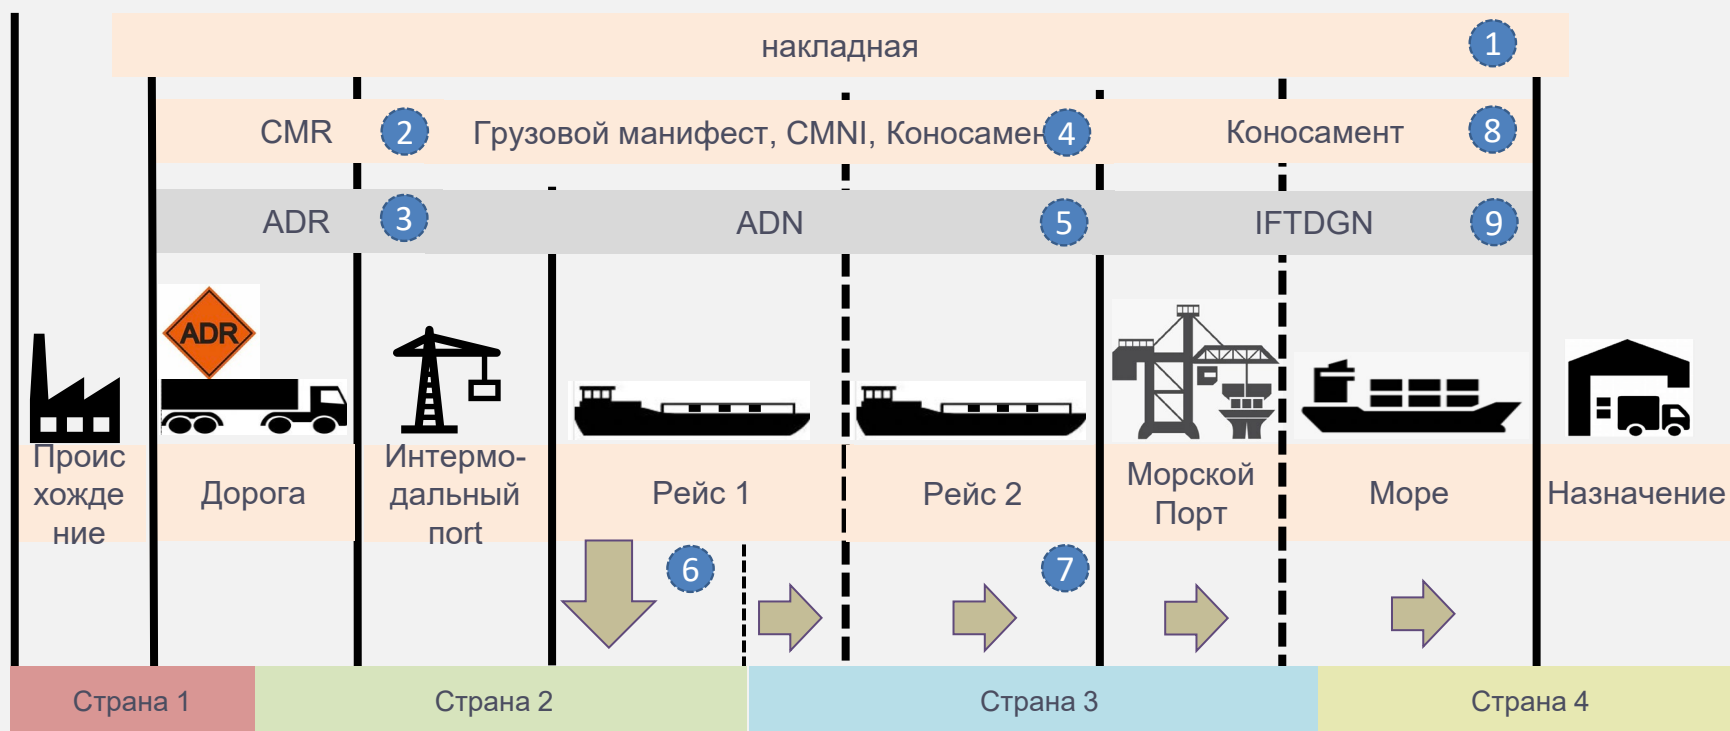 накладная 1
CMR 2 Грузовой манифест, CMNI, Коносамен 4 Коносамент 8
ADR 3 ADN 5 IFTDGN 9
ADR
Проис
хожде
ние
Дорога
Интермо-
дальный
порт
Рейс 1
Рейс 2
Морской
Порт
Море
Назначение
6
7
Страна 1
Страна 2
Страна 3
Страна 4